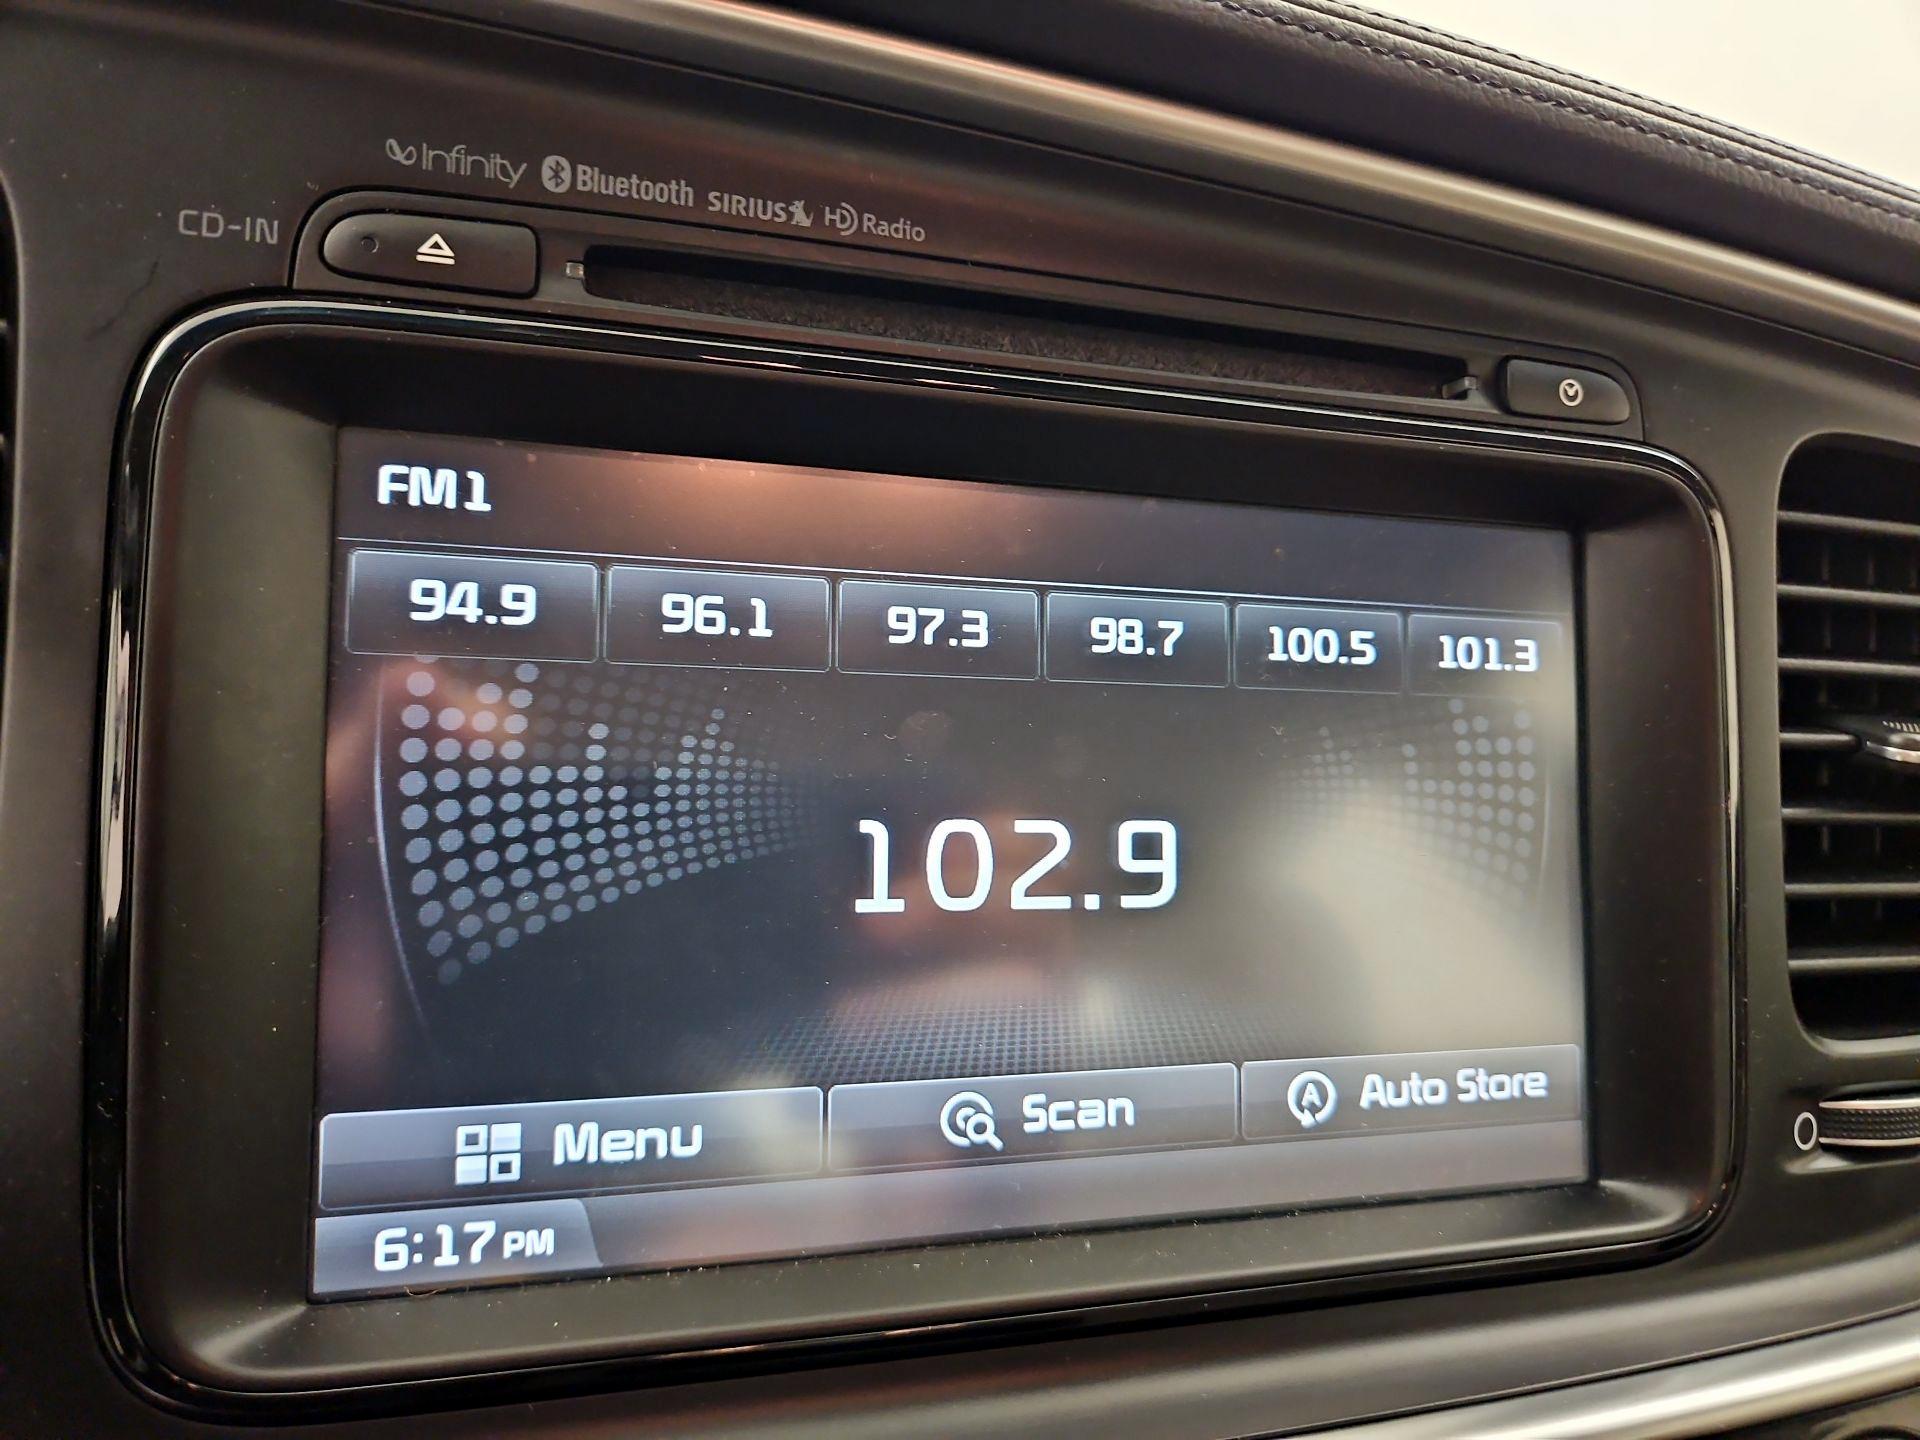 Infinity Bluetooth SIRIUS HD Radio
CD-IN
FM1
94.9 96.1 97.3 98.7 100.5 101.3
102.9
Menu Scan Auto Store
6:17 PM